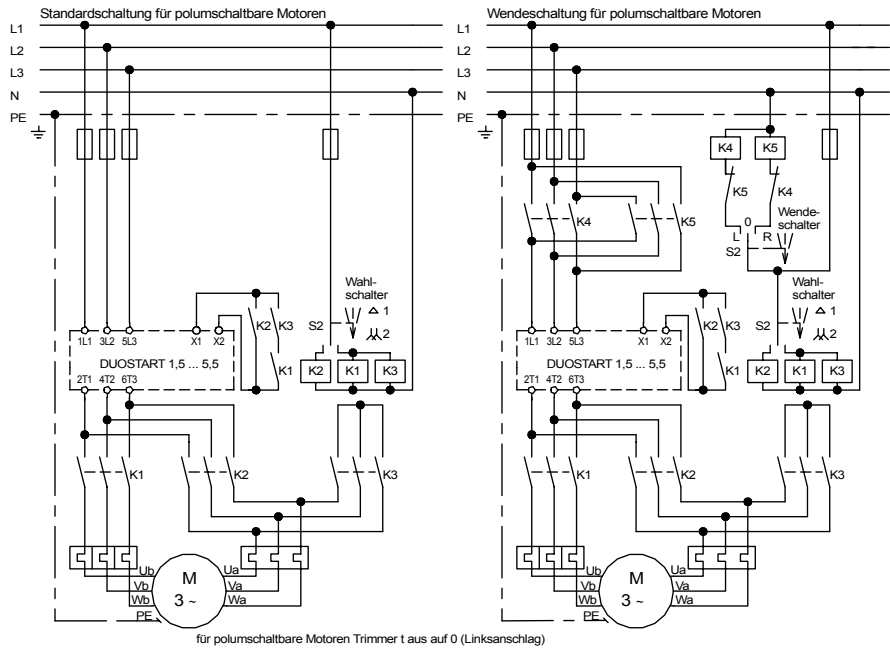 Standardschaltung für polumschaltbare Motoren
L1
L2
L3
N
PE
Wahl-
schalter
1
2
S2
X1 X2
K2 K3
K1
1L1 3L2 5L3
DUOSTART 1,5 ... 5,5
2T1 4T2 6T3
K2 K1 K3
K1 K2 K3
Ub Ua
Vb Va
Wb Wa
M
3 ~
PE
Wendeschaltung für polumschaltbare Motoren
L1
L2
L3
N
PE
K4 K5
K5 K4
0
L R
S2
Wende-
schalter
K4 K5
Wahl-
schalter
1
2
S2
X1 X2
K2 K3
K1
1L1 3L2 5L3
DUOSTART 1,5 ... 5,5
2T1 4T2 6T3
K2 K1 K3
K1 K2 K3
Ub Ua
Vb Va
Wb Wa
M
3 ~
PE
für polumschaltbare Motoren Trimmer t aus auf 0 (Linksanschlag)